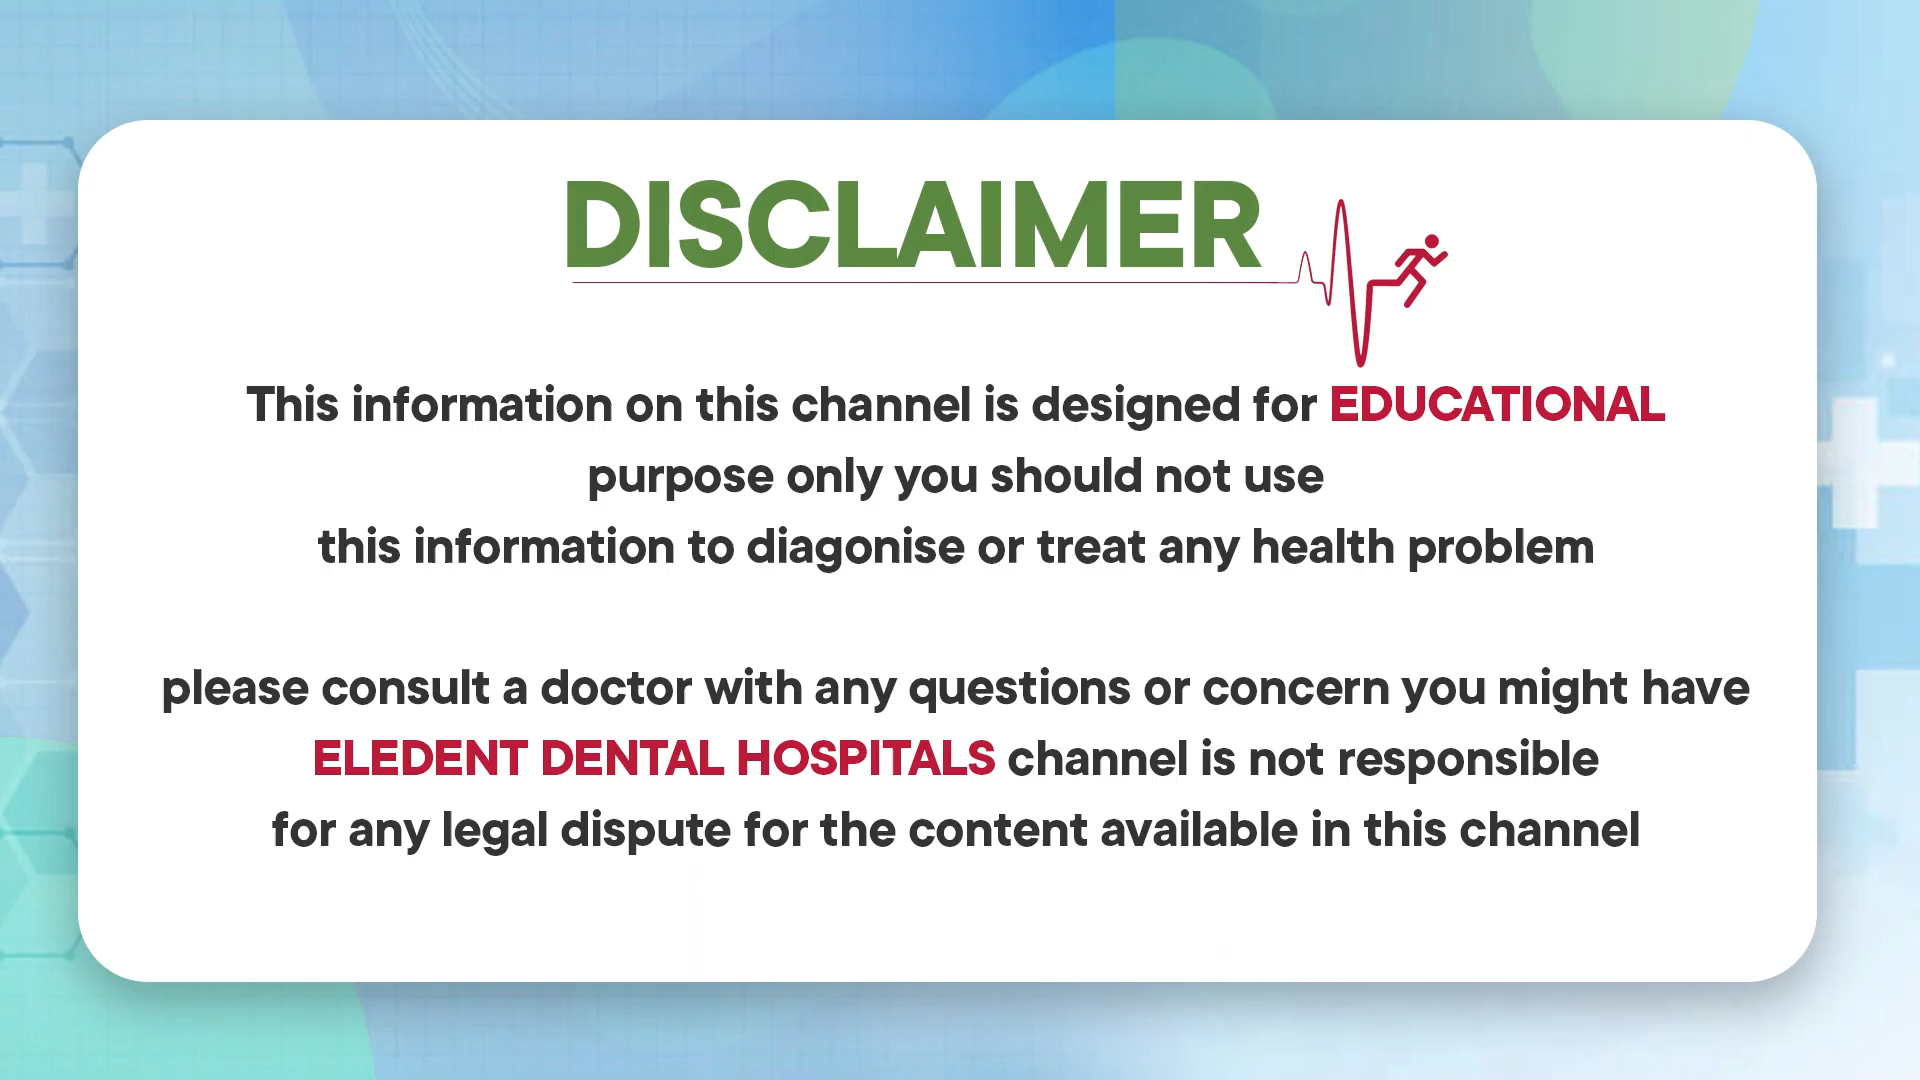 DISCLAIMER
This information on this channel is designed for EDUCATIONAL
purpose only you should not use
this information to diagonise or treat any health problem
please consult a doctor with any questions or concern you might have
ELEDENT DENTAL HOSPITALS channel is not responsible
for any legal dispute for the content available in this channel